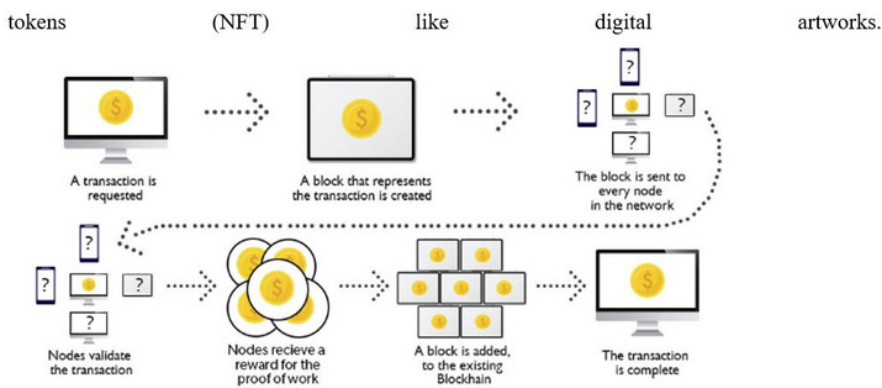 tokens (NFT) like digital artworks.
$
$
?
? $ ?
?
A transaction is
requested
A block that represents
the transaction is created
The block is sent to
every node
in the network
?
? $ ?
?
Nodes validate
the transaction
$ $
$
$ $
Nodes recieve a
reward for the
proof of work
$ $
$ $ $
$ $
A block is added,
to the existing
Blockhain
$
The transaction
is complete